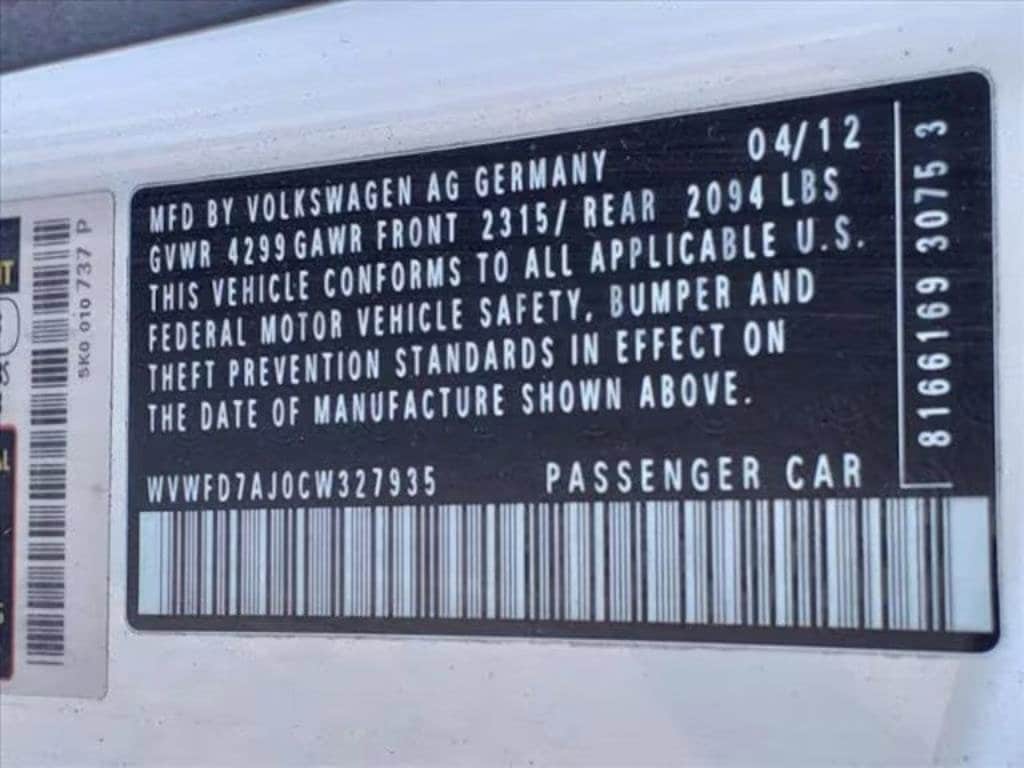 MFD BY VOLKSWAGEN AG GERMANY 04/12
GVWR 4299 GAWR FRONT 2315/ REAR 2094 LBS
THIS VEHICLE CONFORMS TO ALL APPLICABLE U.S.
FEDERAL MOTOR VEHICLE SAFETY, BUMPER AND
THEFT PREVENTION STANDARDS IN EFFECT ON
THE DATE OF MANUFACTURE SHOWN ABOVE.
WVWFD7AJ0CW327935 PASSENGER CAR
8166169 3075 3
5K0 010 737 P